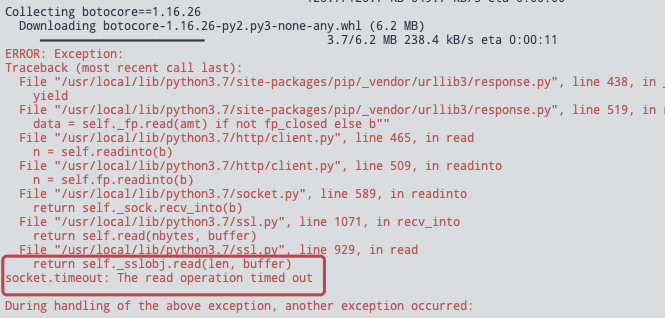 Collecting botocore==1.16.26
Downloading botocore-1.16.26-py2.py3-none-any.whl (6.2 MB)
3.7/6.2 MB 238.4 kB/s eta 0:00:11
ERROR: Exception:
Traceback (most recent call last):
File "/usr/local/lib/python3.7/site-packages/pip/_vendor/urllib3/response.py", line 438, in _
yield
File "/usr/local/lib/python3.7/site-packages/pip/_vendor/urllib3/response.py", line 519, in
data = self._fp.read(amt) if not fp_closed else b""
File "/usr/local/lib/python3.7/http/client.py", line 465, in read
n = self.readinto(b)
File "/usr/local/lib/python3.7/http/client.py", line 509, in readinto
n = self.fp.readinto(b)
File "/usr/local/lib/python3.7/socket.py", line 589, in readinto
return self._sock.recv_into(b)
File "/usr/local/lib/python3.7/ssl.py", line 1071, in recv_into
return self.read(nbytes, buffer)
File "/usr/local/lib/python3.7/ssl.py", line 929, in read
return self._sslobj.read(len, buffer)
socket.timeout: The read operation timed out
During handling of the above exception, another exception occurred: